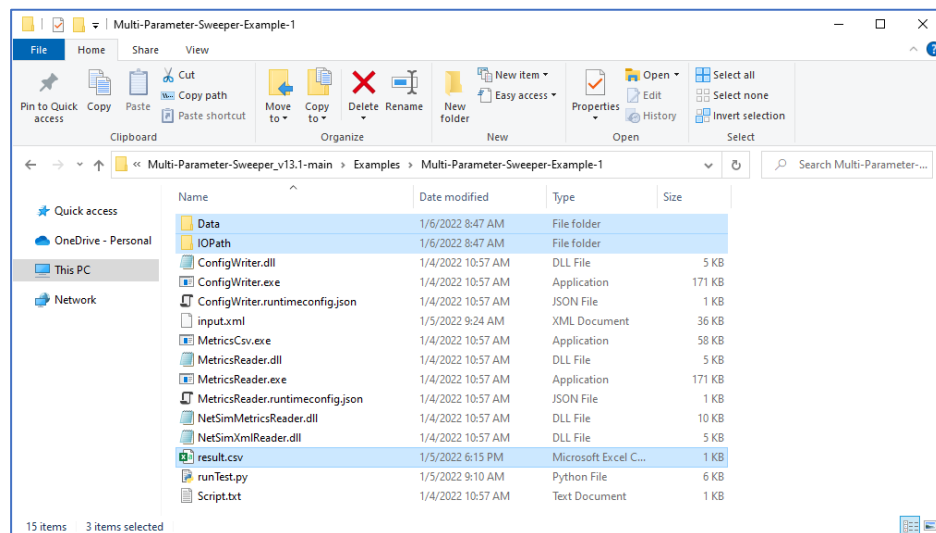 Multi-Parameter-Sweeper-Example-1
File Home Share View
Pin to Quick access
Copy
Paste
Cut
Copy path
Paste shortcut
Clipboard
Move to
Copy to
Delete
Rename
Organize
New folder
New item
Easy access
New
Properties
Open
Edit
History
Open
Select all
Select none
Invert selection
Select
« Multi-Parameter-Sweeper_v13.1-main › Examples › Multi-Parameter-Sweeper-Example-1
Search Multi-Parameter-...
Quick access
OneDrive - Personal
This PC
Network
Name Date modified Type Size
Data 1/6/2022 8:47 AM File folder
IOPath 1/6/2022 8:47 AM File folder
ConfigWriter.dll 1/4/2022 10:57 AM DLL File 5 KB
ConfigWriter.exe 1/4/2022 10:57 AM Application 171 KB
ConfigWriter.runtimeconfig.json 1/4/2022 10:57 AM JSON File 1 KB
input.xml 1/5/2022 9:24 AM XML Document 36 KB
MetricsCsv.exe 1/4/2022 10:57 AM Application 58 KB
MetricsReader.dll 1/4/2022 10:57 AM DLL File 5 KB
MetricsReader.exe 1/4/2022 10:57 AM Application 171 KB
MetricsReader.runtimeconfig.json 1/4/2022 10:57 AM JSON File 1 KB
NetSimMetricsReader.dll 1/4/2022 10:57 AM DLL File 10 KB
NetSimXmlReader.dll 1/4/2022 10:57 AM DLL File 5 KB
result.csv 1/5/2022 6:15 PM Microsoft Excel C... 1 KB
runTest.py 1/5/2022 9:10 AM Python File 6 KB
Script.txt 1/4/2022 10:57 AM Text Document 1 KB
15 items 3 items selected